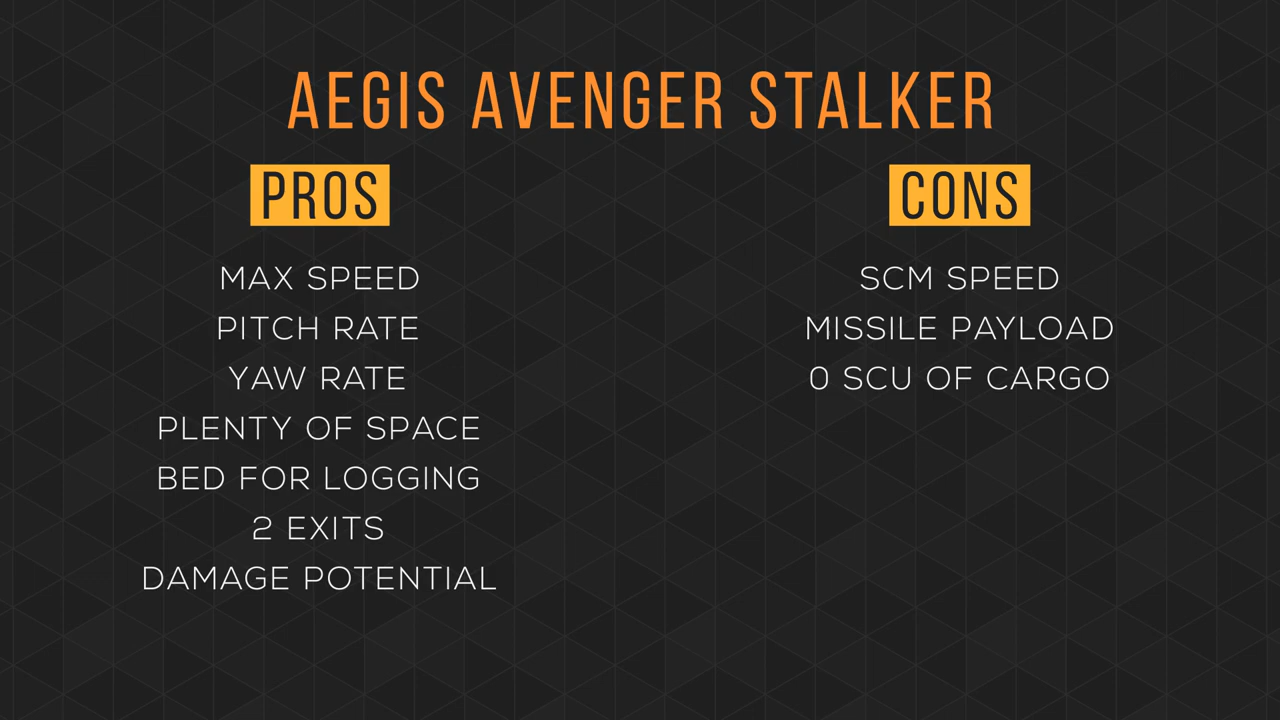 AEGIS AVENGER STALKER
PROS
MAX SPEED
PITCH RATE
YAW RATE
PLENTY OF SPACE
BED FOR LOGGING
2 EXITS
DAMAGE POTENTIAL
CONS
SCM SPEED
MISSILE PAYLOAD
0 SCU OF CARGO